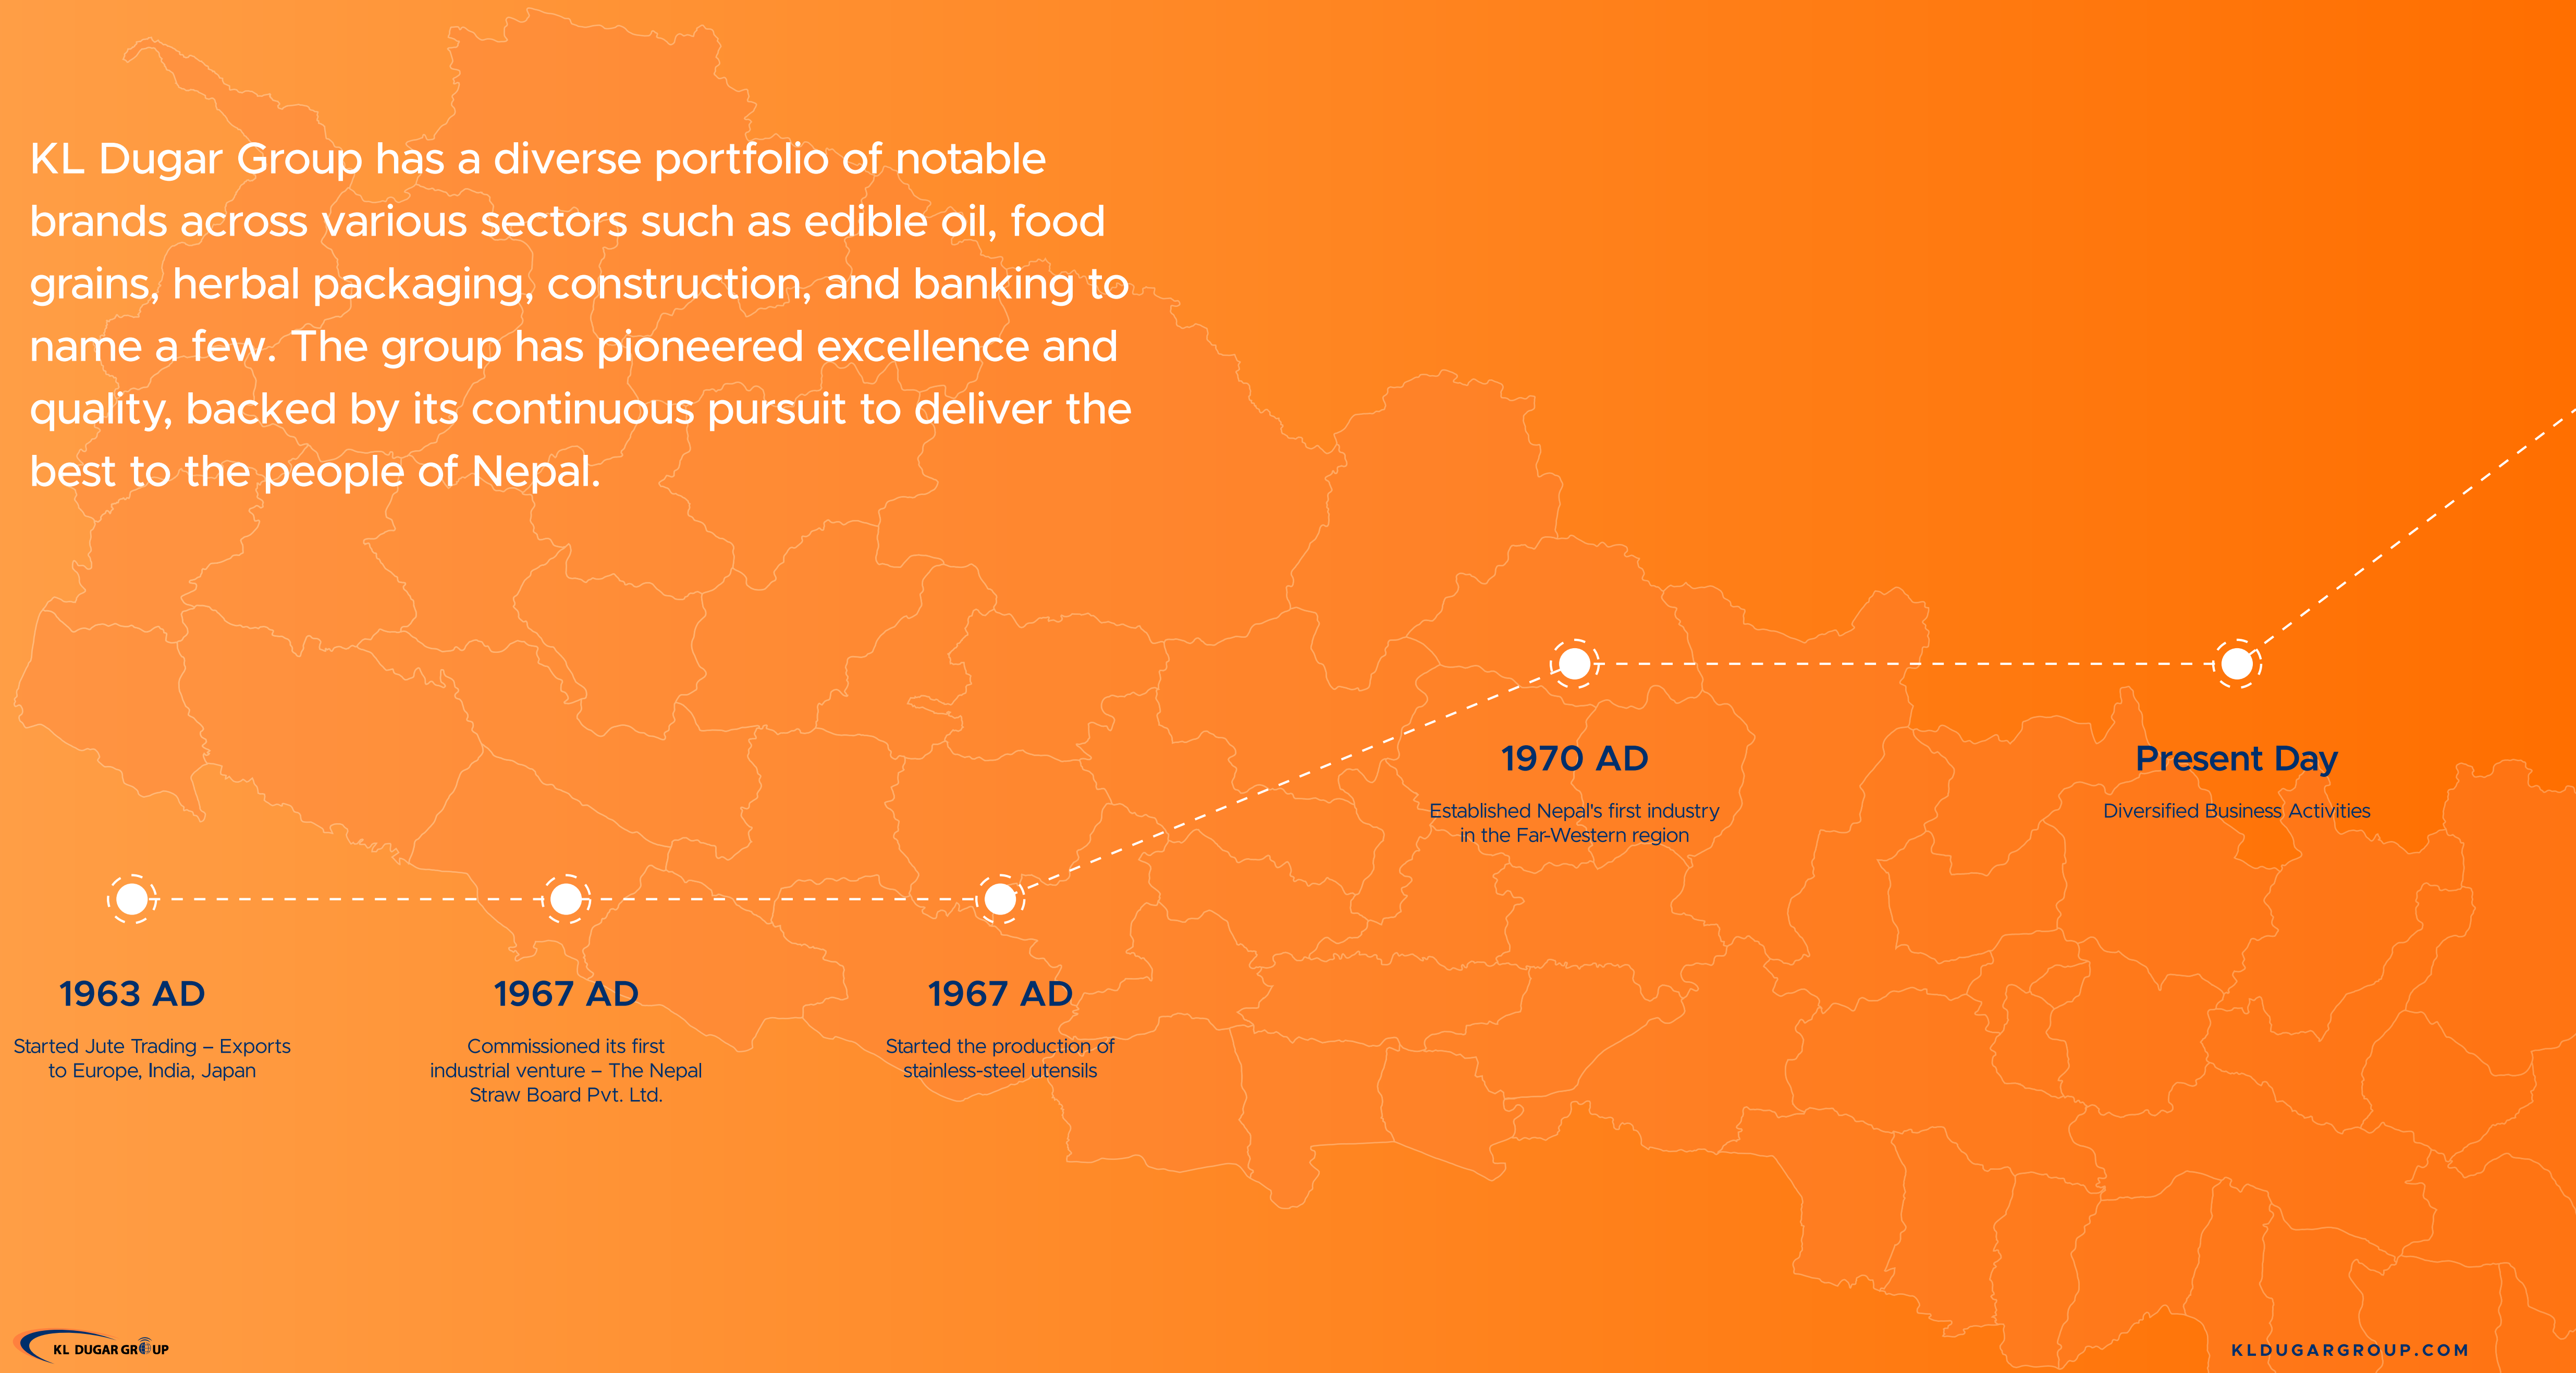 KL Dugar Group has a diverse portfolio of notable
brands across various sectors such as edible oil, food
grains, herbal packaging, construction, and banking to
name a few. The group has pioneered excellence and
quality, backed by its continuous pursuit to deliver the
best to the people of Nepal.
1963 AD
Started Jute Trading – Exports
to Europe, India, Japan
1967 AD
Commissioned its first
industrial venture – The Nepal
Straw Board Pvt. Ltd.
1967 AD
Started the production of
stainless-steel utensils
1970 AD
Established Nepal's first industry
in the Far-Western region
Present Day
Diversified Business Activities
KL DUGAR GROUP
KLDUGARGROUP.COM